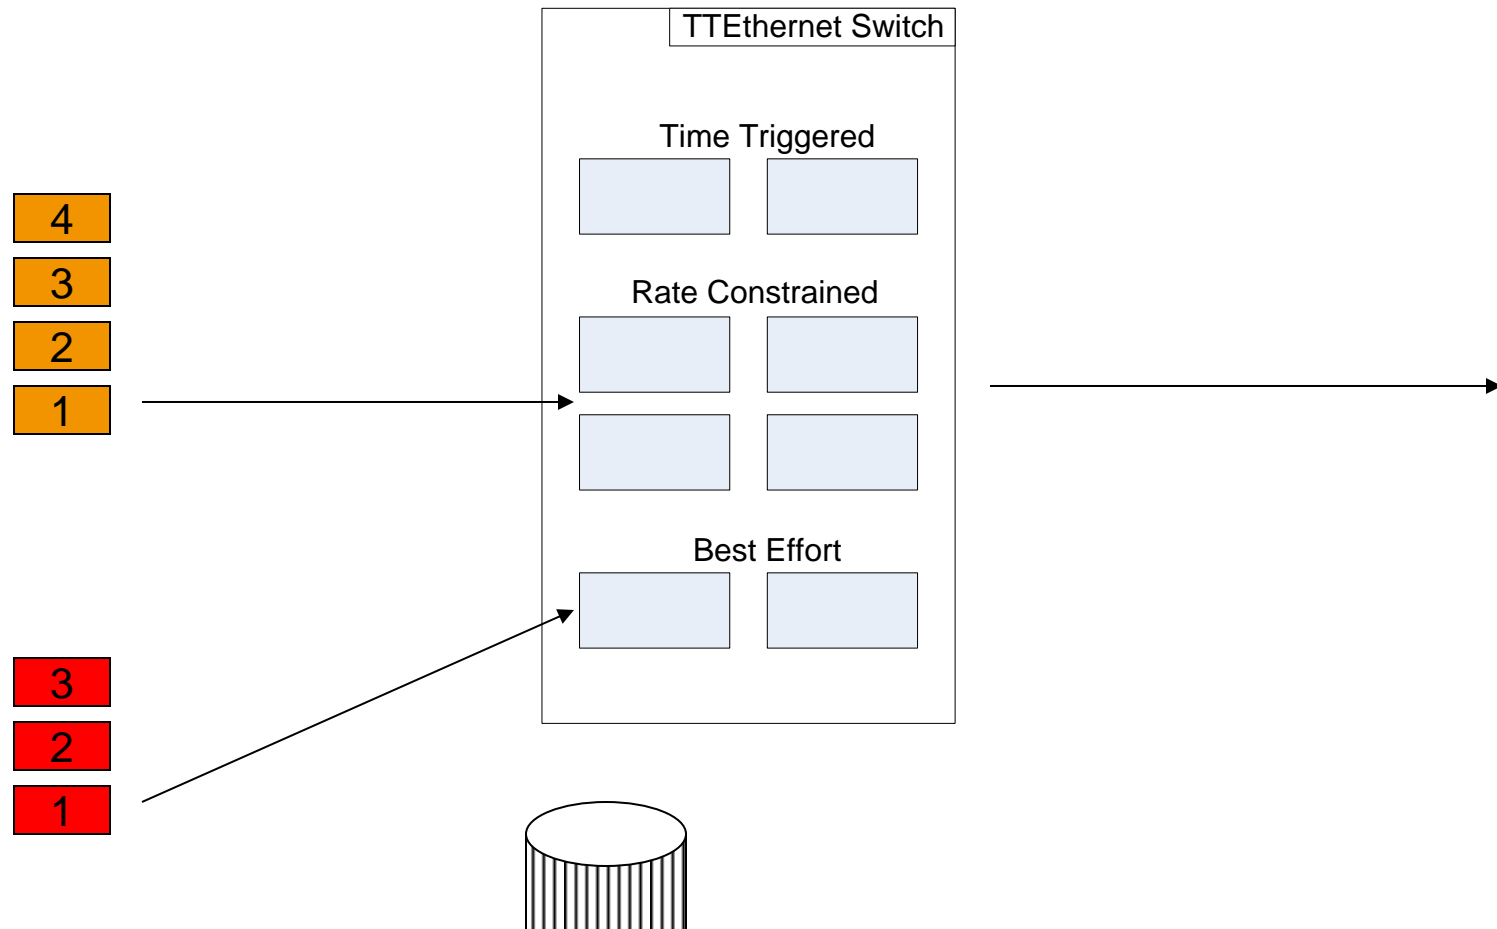 TTEthernet Switch
Time Triggered
4
3
Rate Constrained
2
1
Best Effort
3
2
1